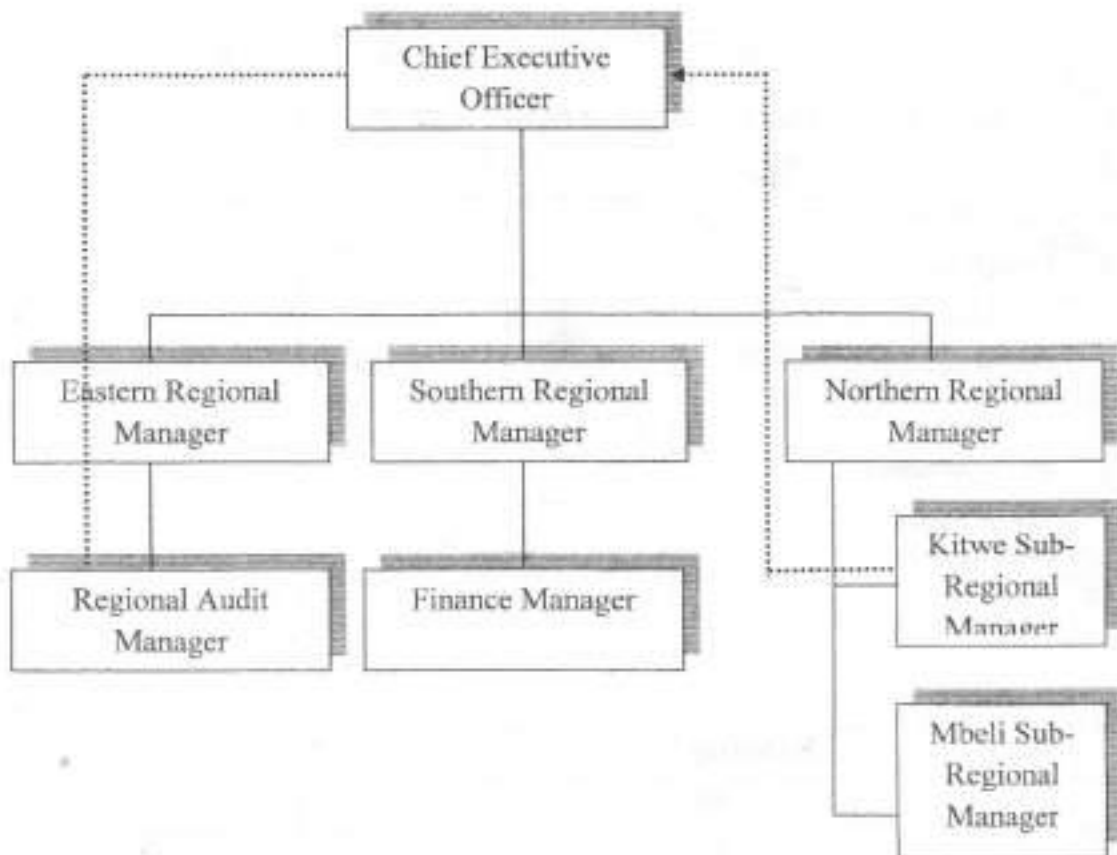 Chief Executive
Officer
Eastern Regional
Manager
Southern Regional
Manager
Northern Regional
Manager
Regional Audit
Manager
Finance Manager
Kitwe Sub-
Regional
Manager
Mbeli Sub-
Regional
Manager